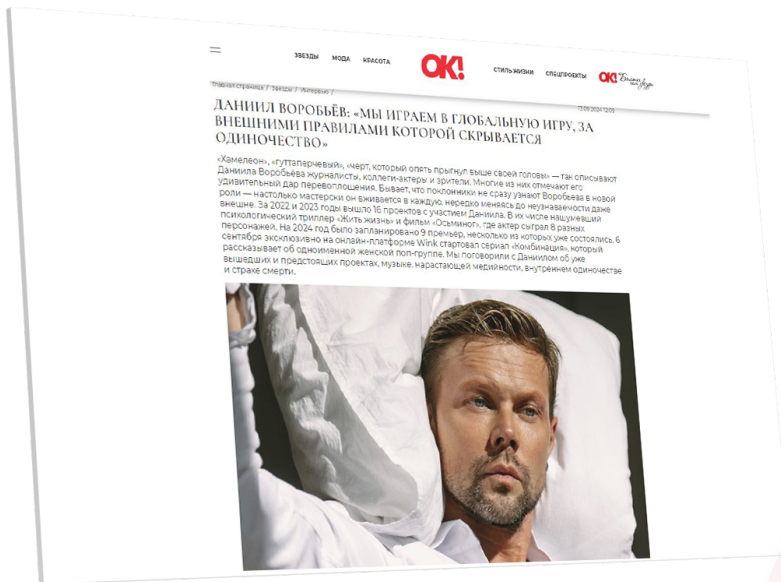 ЗВЕЗДЫ МОДА КРАСОТА OK! СТИЛЬ ЖИЗНИ СПЕЦПРОЕКТЫ OK!
Главная страница / Звезды / Интервью /
13.09.2024 12:05
ДАНИИЛ ВОРОБЬЁВ: «МЫ ИГРАЕМ В ГЛОБАЛЬНУЮ ИГРУ, ЗА
ВНЕШНИМИ ПРАВИЛАМИ КОТОРОЙ СКРЫВАЕТСЯ
ОДИНОЧЕСТВО»
«Хамелеон», «гуттаперчевый», «черт, который опять прыгнул выше своей головы» — так описывают
Даниила Воробьёва журналисты, коллеги-актеры и зрители. Многие из них отмечают его
удивительный дар перевоплощения. Бывает, что поклонники не сразу узнают Воробьева в новой
роли — настолько мастерски он вживается в каждую, нередко меняясь до неузнаваемости даже
внешне. За 2022 и 2023 годы вышло 16 проектов с участием Даниила. В их числе нашумевший
психологический триллер «Жить жизнь» и фильм «Осьминог», где актер сыграл 8 разных
персонажей. На 2024 год было запланировано 9 премьер, несколько из которых уже состоялись. 6
сентября эксклюзивно на онлайн-платформе Wink стартовал сериал «Комбинация», который
рассказывает об одноименной женской поп-группе. Мы поговорили с Даниилом об уже
вышедших и предстоящих проектах, музыке, нарастающей медийности, внутреннем одиночестве
и страхе смерти.